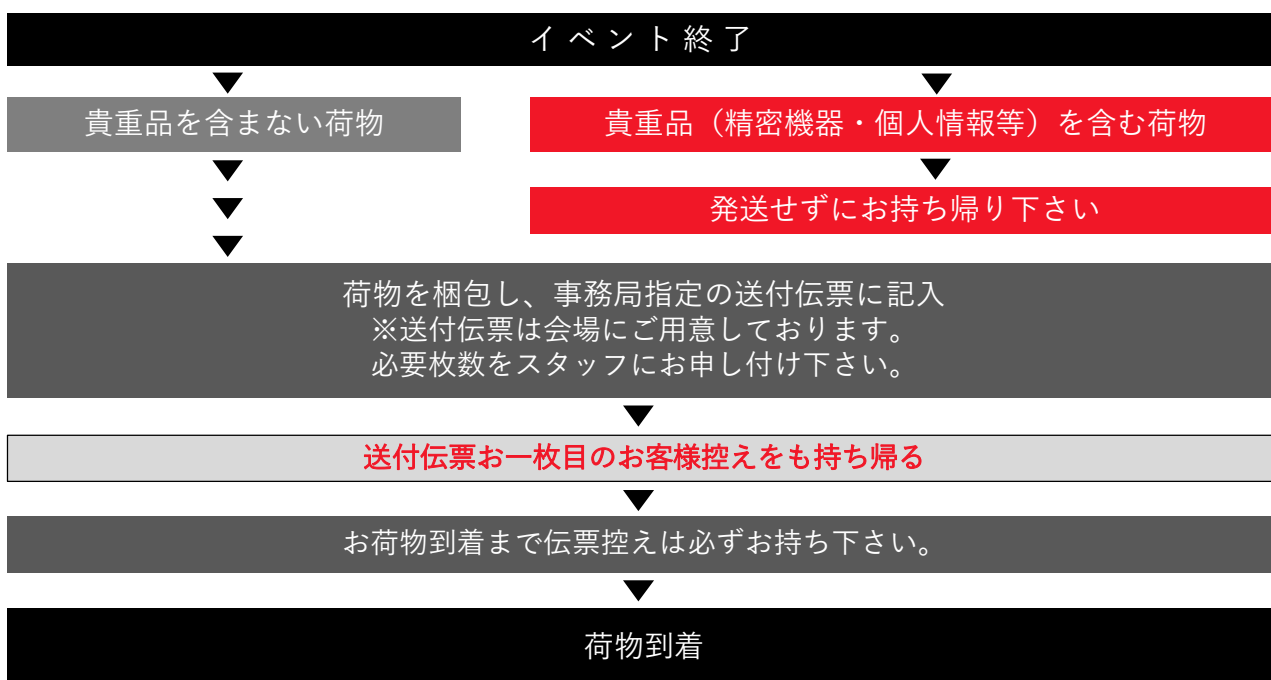 イベント終了
貴重品を含まない荷物
貴重品（精密機器・個人情報等）を含む荷物
発送せずにお持ち帰り下さい
荷物を梱包し、事務局指定の送付伝票に記入
※送付伝票は会場にご用意しております。
必要枚数をスタッフにお申し付け下さい。
送付伝票お一枚目のお客様控えをも持ち帰る
お荷物到着まで伝票控えは必ずお持ち下さい。
荷物到着